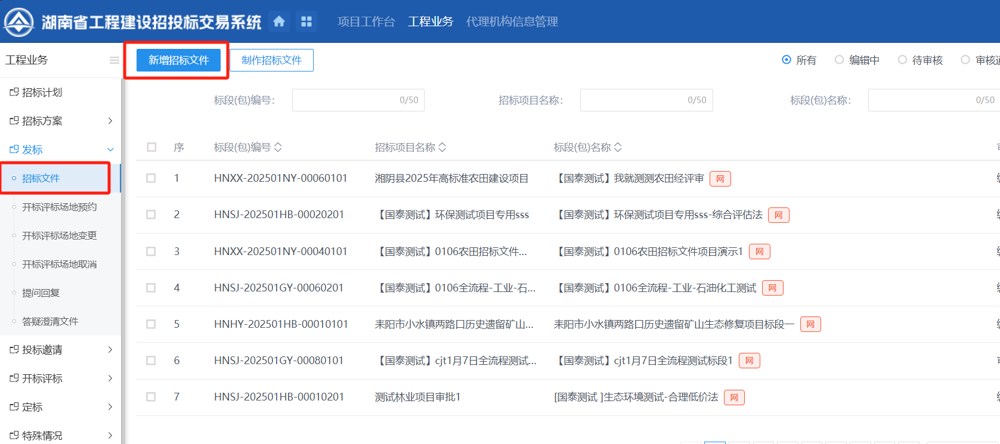 湖南省工程建设招投标交易系统 项目工作台 工程业务 代理机构信息管理
工程业务
新增招标文件 制作招标文件
所有 编辑中 待审核 审核通
招标计划
招标方案
发标
招标文件
开标评标场地预约
开标评标场地变更
开标评标场地取消
提问回复
答疑澄清文件
投标邀请
开标评标
定标
特殊情况
标段(包)编号： 0/50 招标项目名称： 0/50 标段(包)名称： 0/50
序 标段(包)编号 招标项目名称 标段(包)名称
1 HNXX-202501NY-00060101 湘阴县2025年高标准农田建设项目 【国泰测试】我就测测农田经评审 网
2 HNSJ-202501HB-00020201 【国泰测试】环保测试项目专用sss 【国泰测试】环保测试项目专用sss-综合评估法 网
3 HNXX-202501NY-00040101 【国泰测试】0106农田招标文件... 【国泰测试】0106农田招标文件项目演示1 网
4 HNSJ-202501GY-00060201 【国泰测试】0106全流程-工业-石... 【国泰测试】0106全流程-工业-石油化工测试 网
5 HNHY-202501HB-00010101 耒阳市小水镇两路口历史遗留矿山... 耒阳市小水镇两路口历史遗留矿山生态修复项目标段一 网
6 HNSJ-202501GY-00080101 【国泰测试】cjt1月7日全流程测试... 【国泰测试】cjt1月7日全流程测试标段1 网
7 HNSJ-202501HB-00010201 测试林业项目审批1 [国泰测试 ]生态环境测试-合理低价法 网